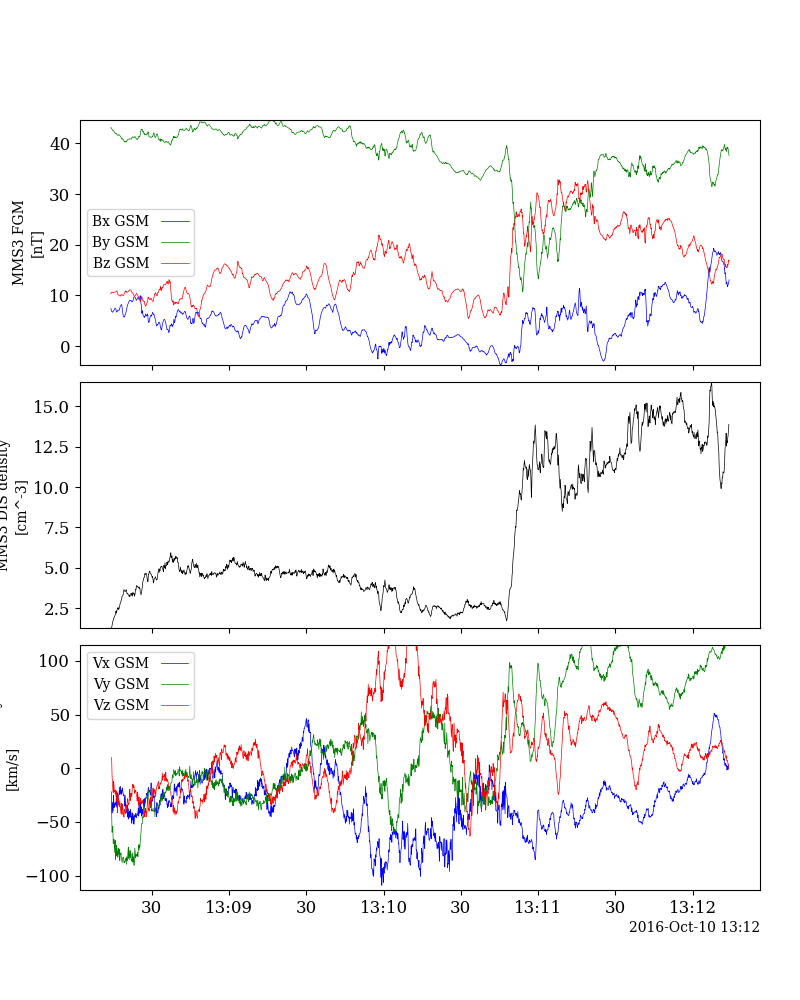 MMS3 FGM
[nT]
40
30
20
10
0
Bx GSM
By GSM
Bz GSM
MMS3 DIS density
[cm^-3]
15.0
12.5
10.0
7.5
5.0
2.5
[km/s]
100
50
0
−50
−100
Vx GSM
Vy GSM
Vz GSM
30 13:09 30 13:10 30 13:11 30 13:12
2016-Oct-10 13:12